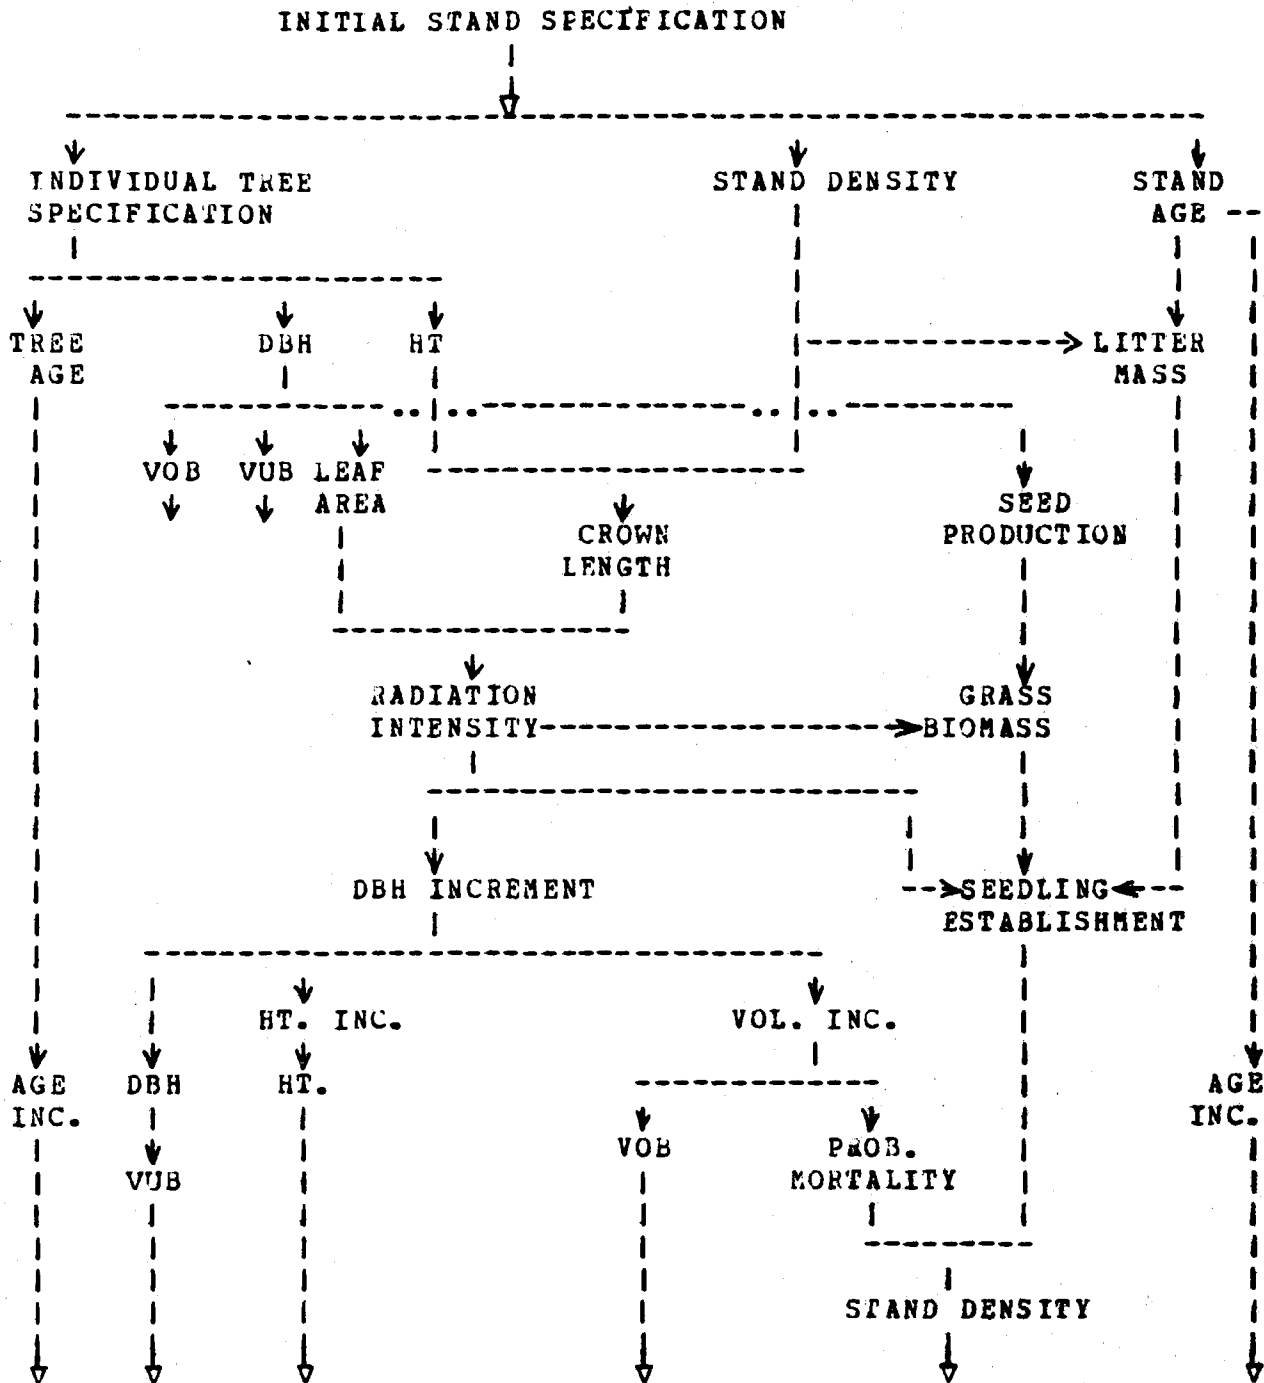 INITIAL STAND SPECIFICATION
INDIVIDUAL TREE
SPECIFICATION
STAND DENSITY
STAND
AGE
TREE
AGE
DBH
HT
LITTER
MASS
VOB
VUB
LEAF
AREA
CROWN
LENGTH
SEED
PRODUCTION
RADIATION
INTENSITY
GRASS
BIOMASS
DBH INCREMENT
SEEDLING
ESTABLISHMENT
HT. INC.
VOL. INC.
AGE
INC.
DBH
HT.
AGE
INC.
VOB
PROB.
MORTALITY
VUB
STAND DENSITY